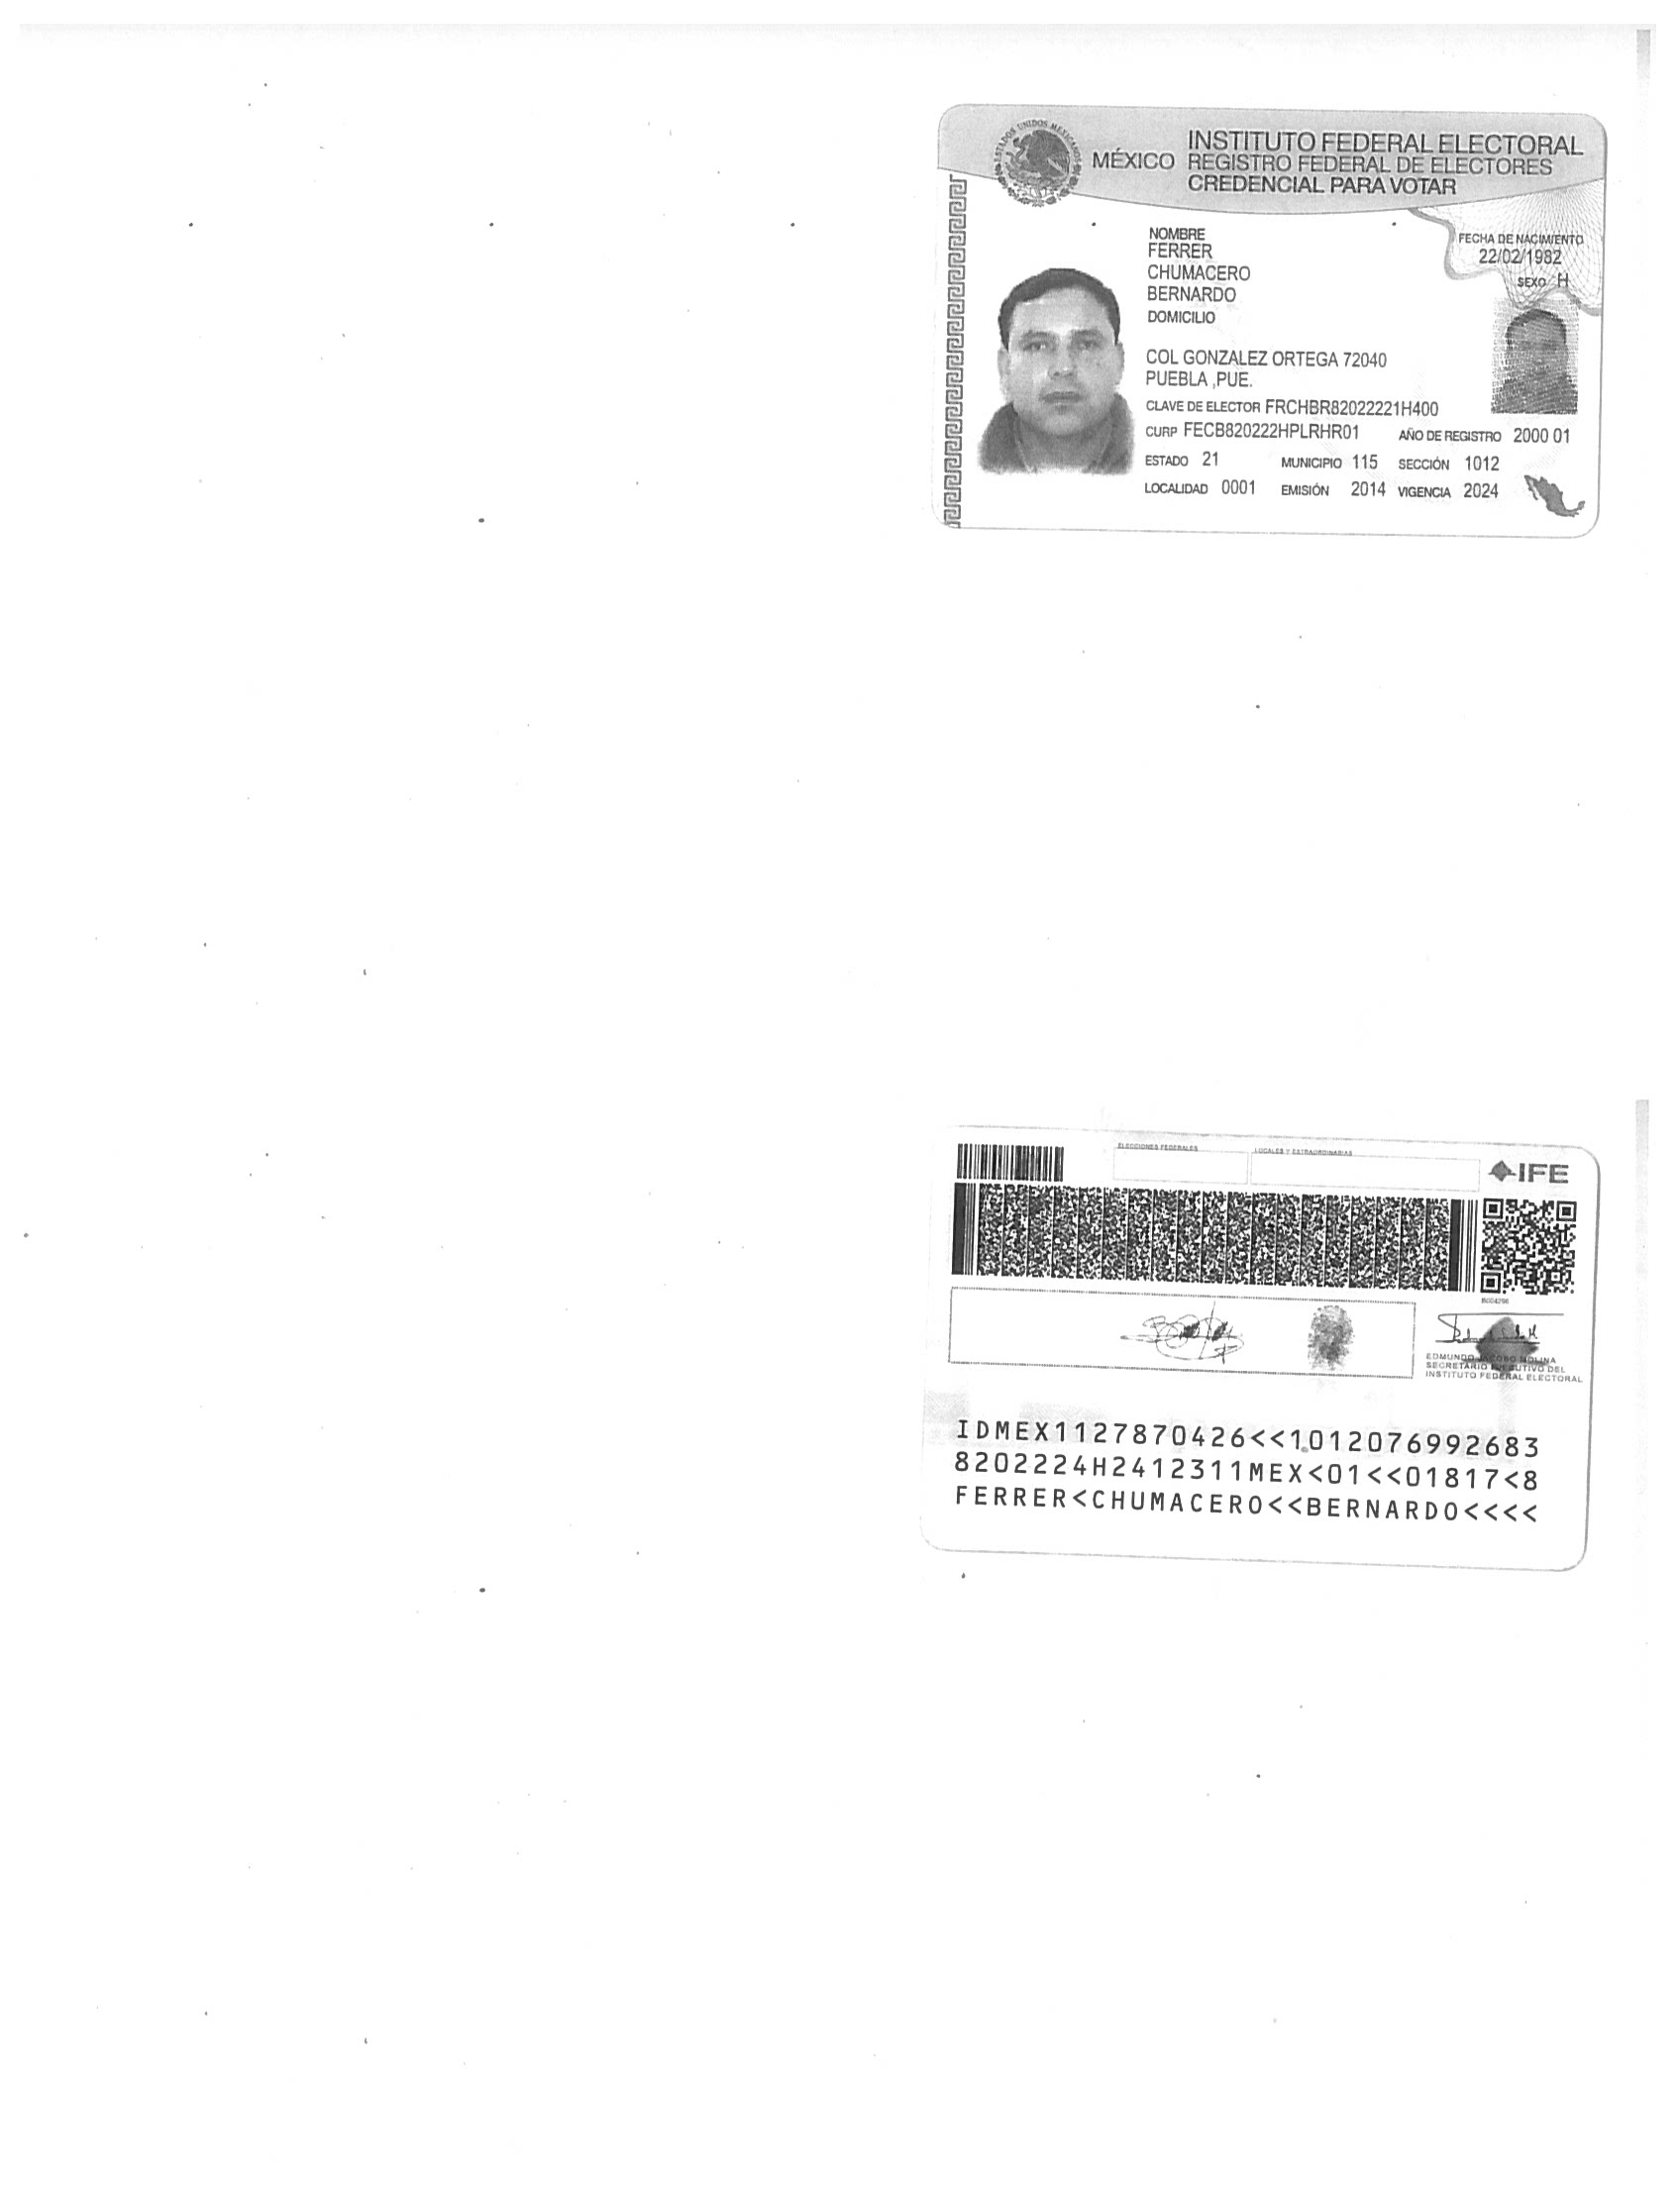 ESTADOS UNIDOS MEXICANOS
MÉXICO
INSTITUTO FEDERAL ELECTORAL
REGISTRO FEDERAL DE ELECTORES
CREDENCIAL PARA VOTAR
NOMBRE
FERRER
CHUMACERO
BERNARDO
FECHA DE NACIMIENTO
22/02/1982
SEXO H
DOMICILIO
COL GONZALEZ ORTEGA 72040
PUEBLA ,PUE.
CLAVE DE ELECTOR FRCHBR82022221H400
CURP FECB820222HPLRHR01 AÑO DE REGISTRO 2000 01
ESTADO 21 MUNICIPIO 115 SECCIÓN 1012
LOCALIDAD 0001 EMISIÓN 2014 VIGENCIA 2024
ELECCIONES FEDERALES LOCALES Y EXTRAORDINARIAS
IFE
EDMUNDO JACOBO MOLINA
SECRETARIO EJECUTIVO DEL
INSTITUTO FEDERAL ELECTORAL
IDMEX1127870426<<1012076992683
8202224H2412311MEX<01<<01817<8
FERRER<CHUMACERO<<BERNARDO<<<<